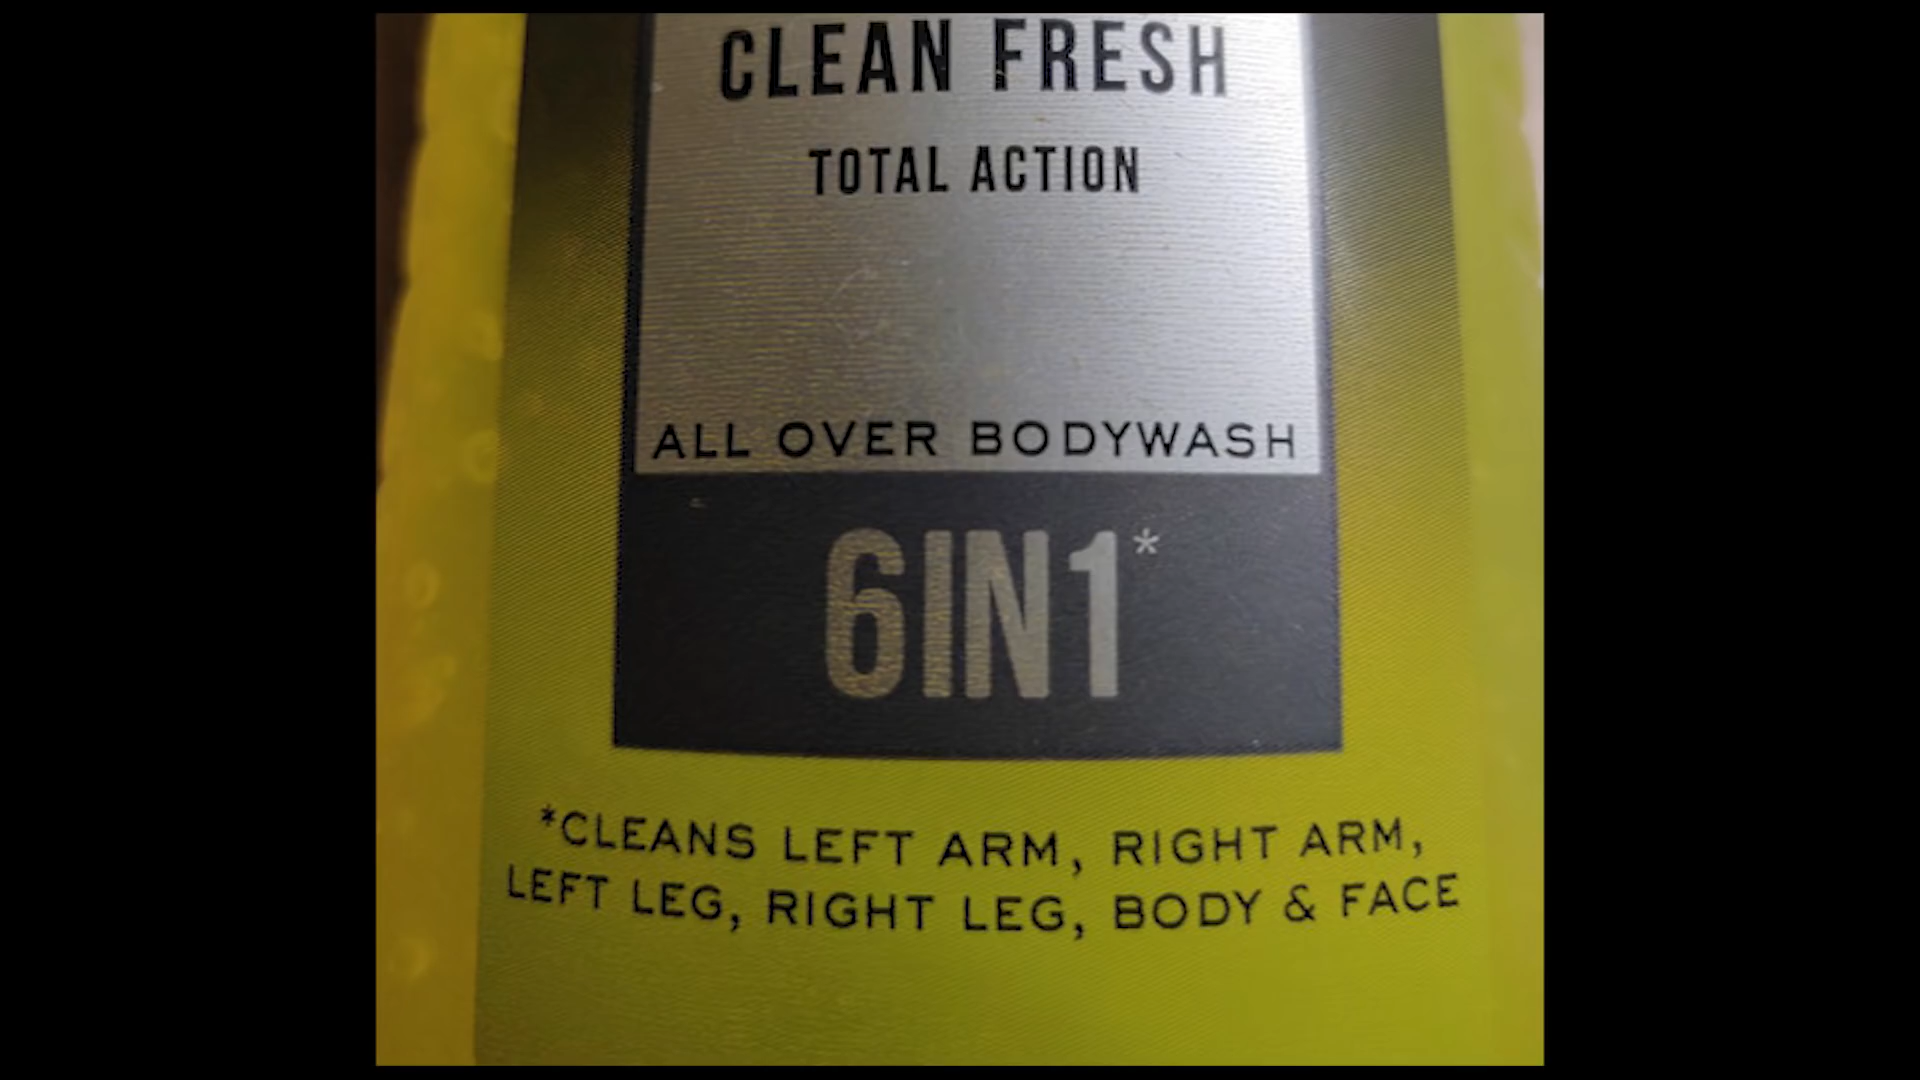 CLEAN FRESH
TOTAL ACTION
ALL OVER BODYWASH
6IN1*
*CLEANS LEFT ARM, RIGHT ARM,
LEFT LEG, RIGHT LEG, BODY & FACE